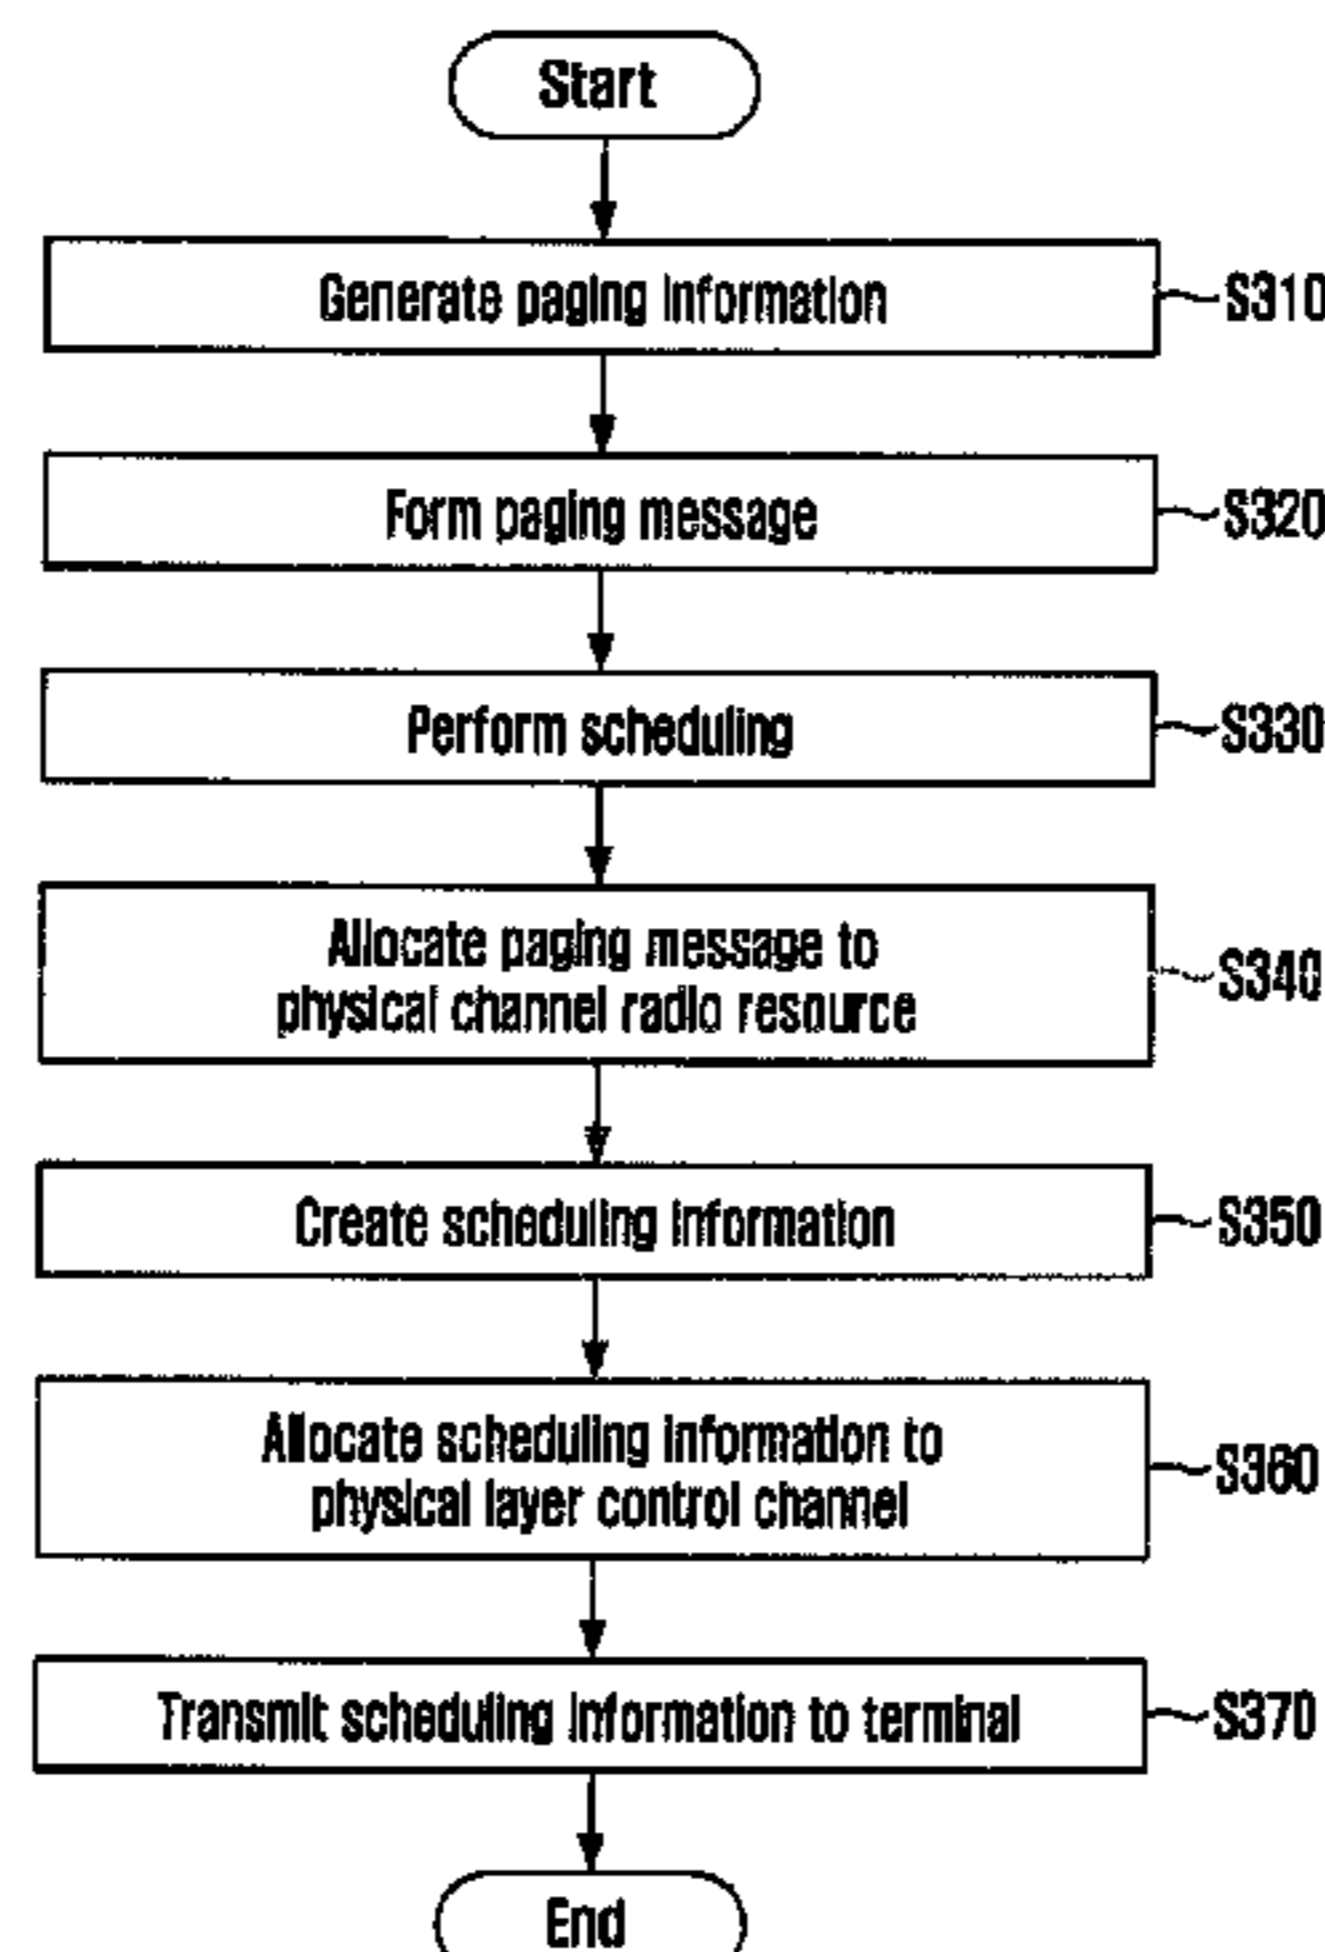 Start
Generate paging information
S310
Form paging message
S320
Perform scheduling
S330
Allocate paging message to
physical channel radio resource
S340
Create scheduling information
S350
Allocate scheduling information to
physical layer control channel
S360
Transmit scheduling information to terminal
S370
End